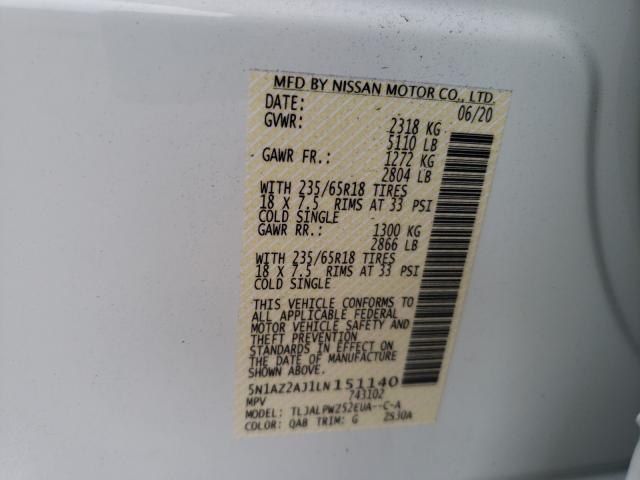 MFD BY NISSAN MOTOR CO., LTD.
DATE: 06/20
GVWR: 2318 KG
5110 LB
GAWR FR.: 1272 KG
2804 LB
WITH 235/65R18 TIRES
18 X 7.5 RIMS AT 33 PSI
COLD SINGLE
GAWR RR.: 1300 KG
2866 LB
WITH 235/65R18 TIRES
18 X 7.5 RIMS AT 33 PSI
COLD SINGLE
THIS VEHICLE CONFORMS TO
ALL APPLICABLE FEDERAL
MOTOR VEHICLE SAFETY AND
THEFT PREVENTION
STANDARDS IN EFFECT ON
THE DATE OF MANUFACTURE
SHOWN ABOVE.
5N1AZ2AJ1LN151140
MPV 743102
MODEL: TLJALPWZ52EUA--C-A
COLOR: QAB TRIM: G ZS30A